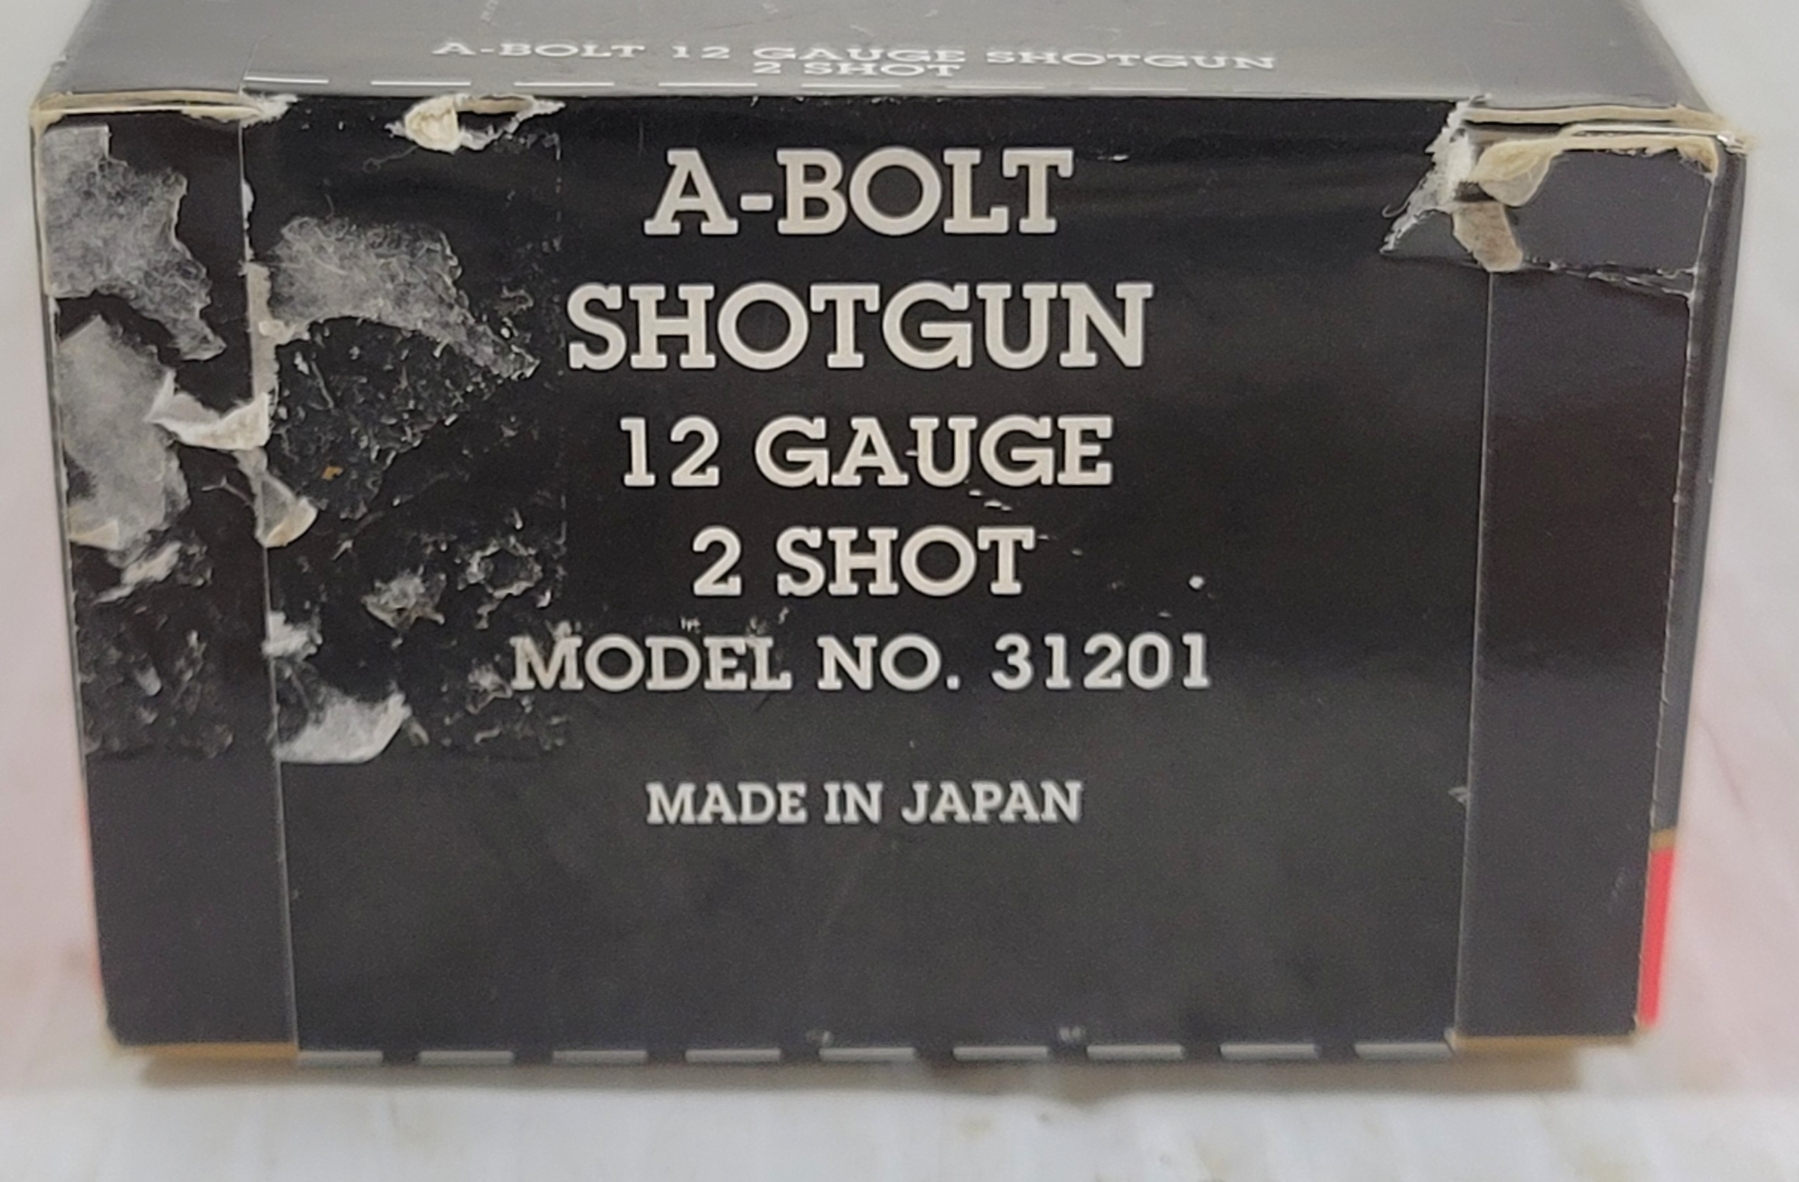 A-BOLT 12 GAUGE SHOTGUN
2 SHOT
A-BOLT
SHOTGUN
12 GAUGE
2 SHOT
MODEL NO. 31201
MADE IN JAPAN